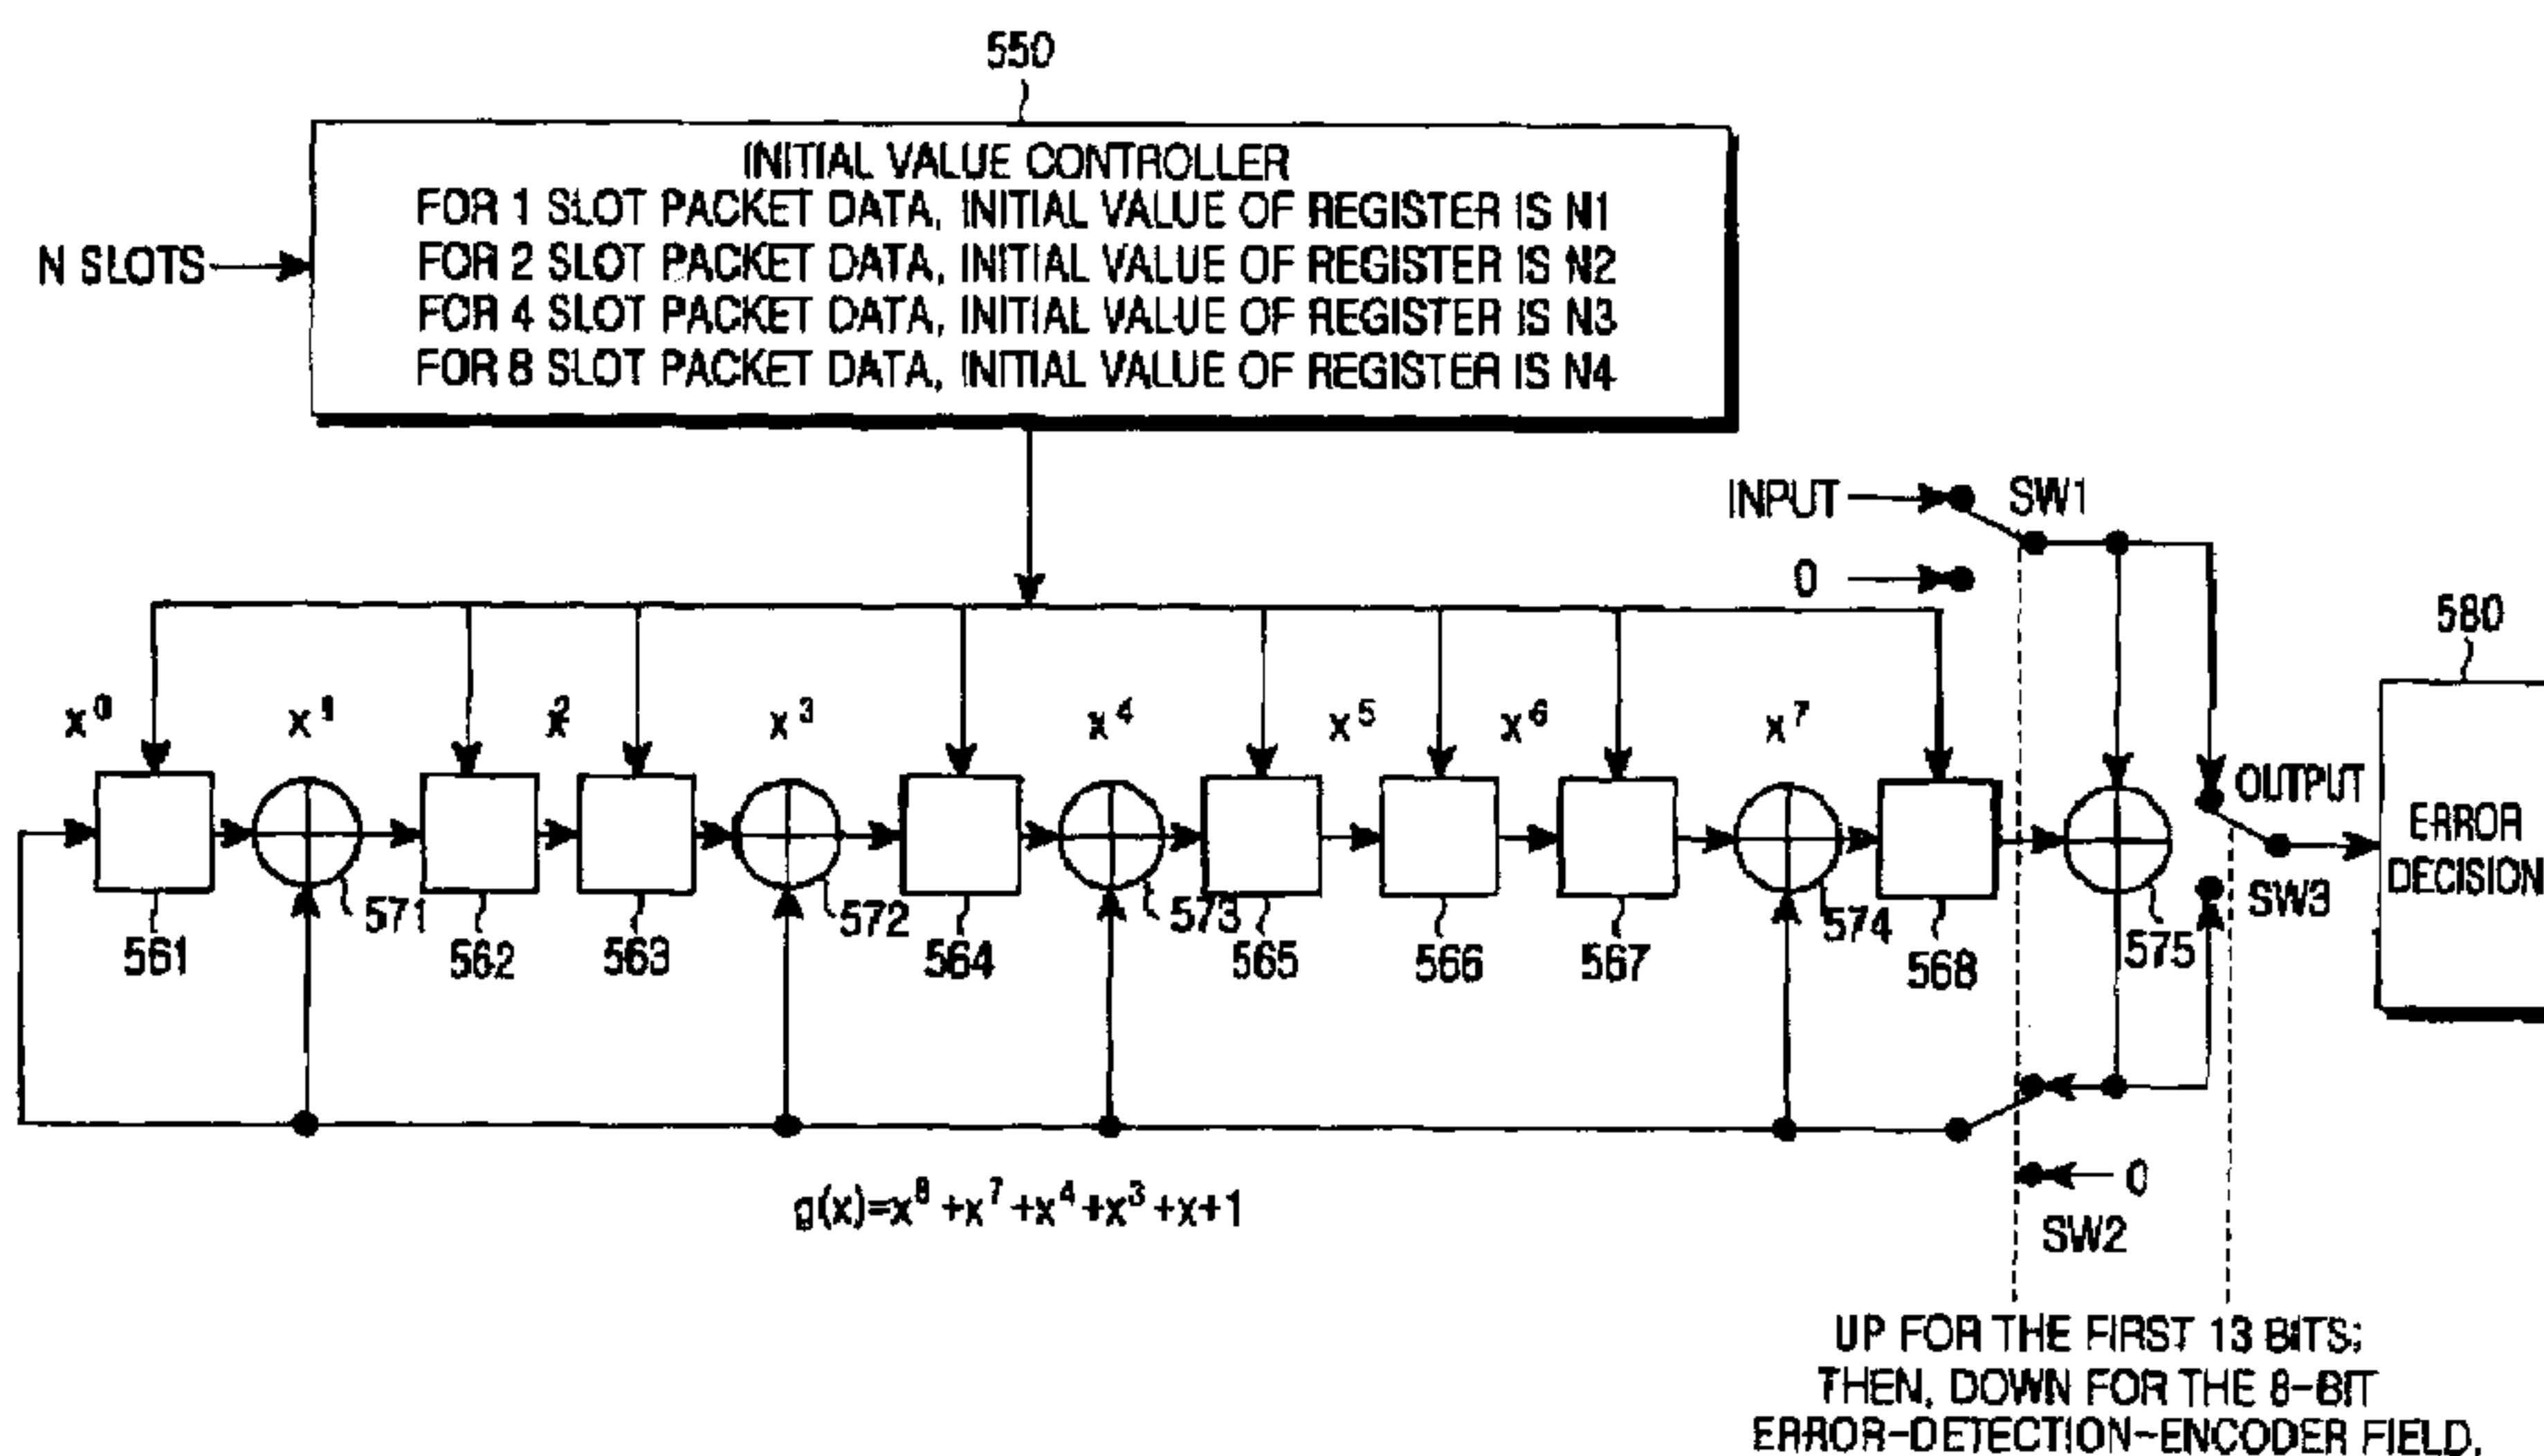 550
INITIAL VALUE CONTROLLER
FOR 1 SLOT PACKET DATA, INITIAL VALUE OF REGISTER IS N1
FOR 2 SLOT PACKET DATA, INITIAL VALUE OF REGISTER IS N2
FOR 4 SLOT PACKET DATA, INITIAL VALUE OF REGISTER IS N3
FOR 8 SLOT PACKET DATA, INITIAL VALUE OF REGISTER IS N4
N SLOTS
INPUT
SW1
0
580
x⁰ x¹ x² x³ x⁴ x⁵ x⁶ x⁷
OUTPUT
ERROR
DECISION
SW3
571 572 573 574 575
561 562 563 564 565 566 567 568
g(x)=x⁸+x⁷+x⁴+x³+x+1
0
SW2
UP FOR THE FIRST 13 BITS;
THEN, DOWN FOR THE 8-BIT
ERROR-DETECTION-ENCODER FIELD.